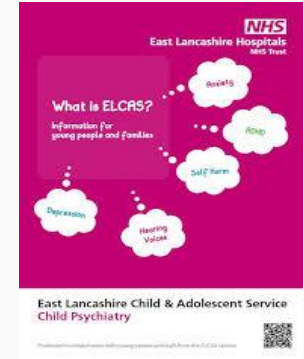 NHS
East Lancashire Hospitals
NHS Trust
Anxiety
What is ELCAS?
Information for
young people and families
ADHD
Self Harm
Depression
Hearing
Voices
East Lancashire Child & Adolescent Service
Child Psychiatry